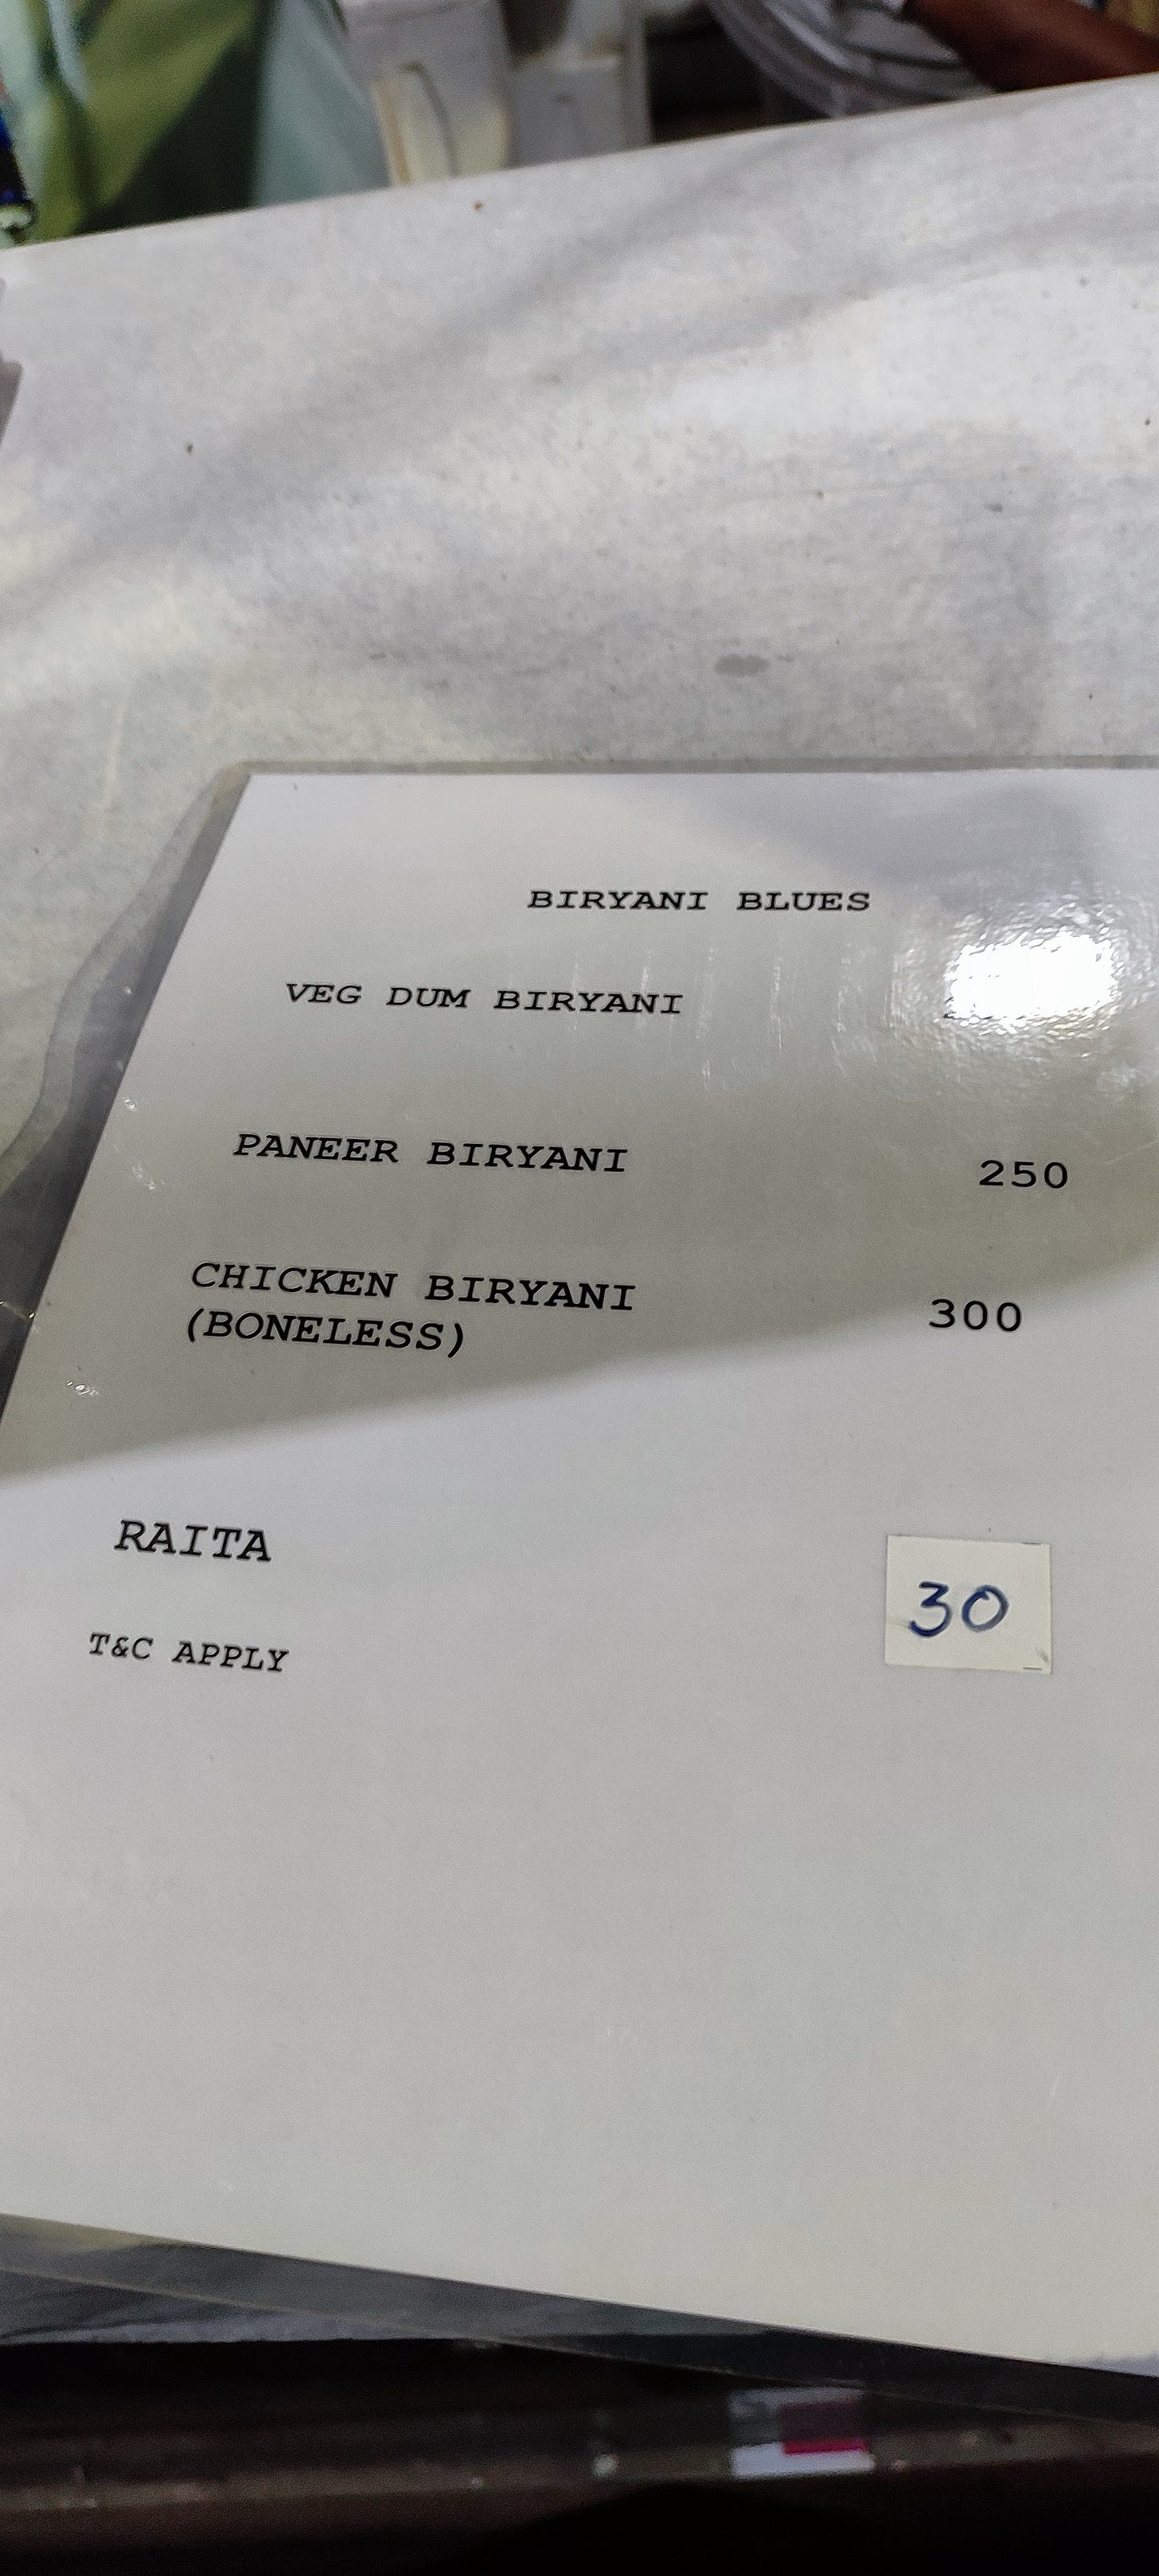 BIRYANI BLUES
VEG DUM BIRYANI
PANEER BIRYANI 250
CHICKEN BIRYANI 300
(BONELESS)
RAITA 30
T&C APPLY